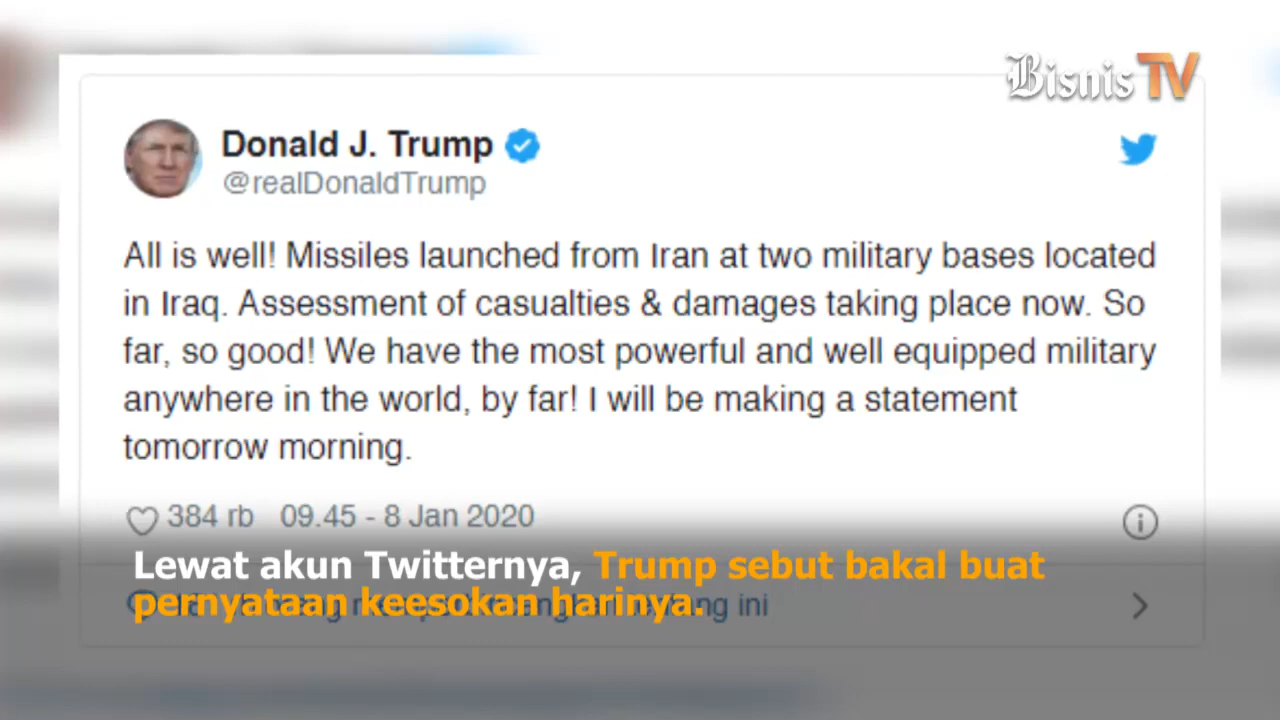 Bisnis TV
Donald J. Trump
@realDonaldTrump
All is well! Missiles launched from Iran at two military bases located
in Iraq. Assessment of casualties & damages taking place now. So
far, so good! We have the most powerful and well equipped military
anywhere in the world, by far! I will be making a statement
tomorrow morning.
384 rb 09.45 - 8 Jan 2020
Lewat akun Twitternya, Trump sebut bakal buat
pernyataan keesokan harinya.
ini